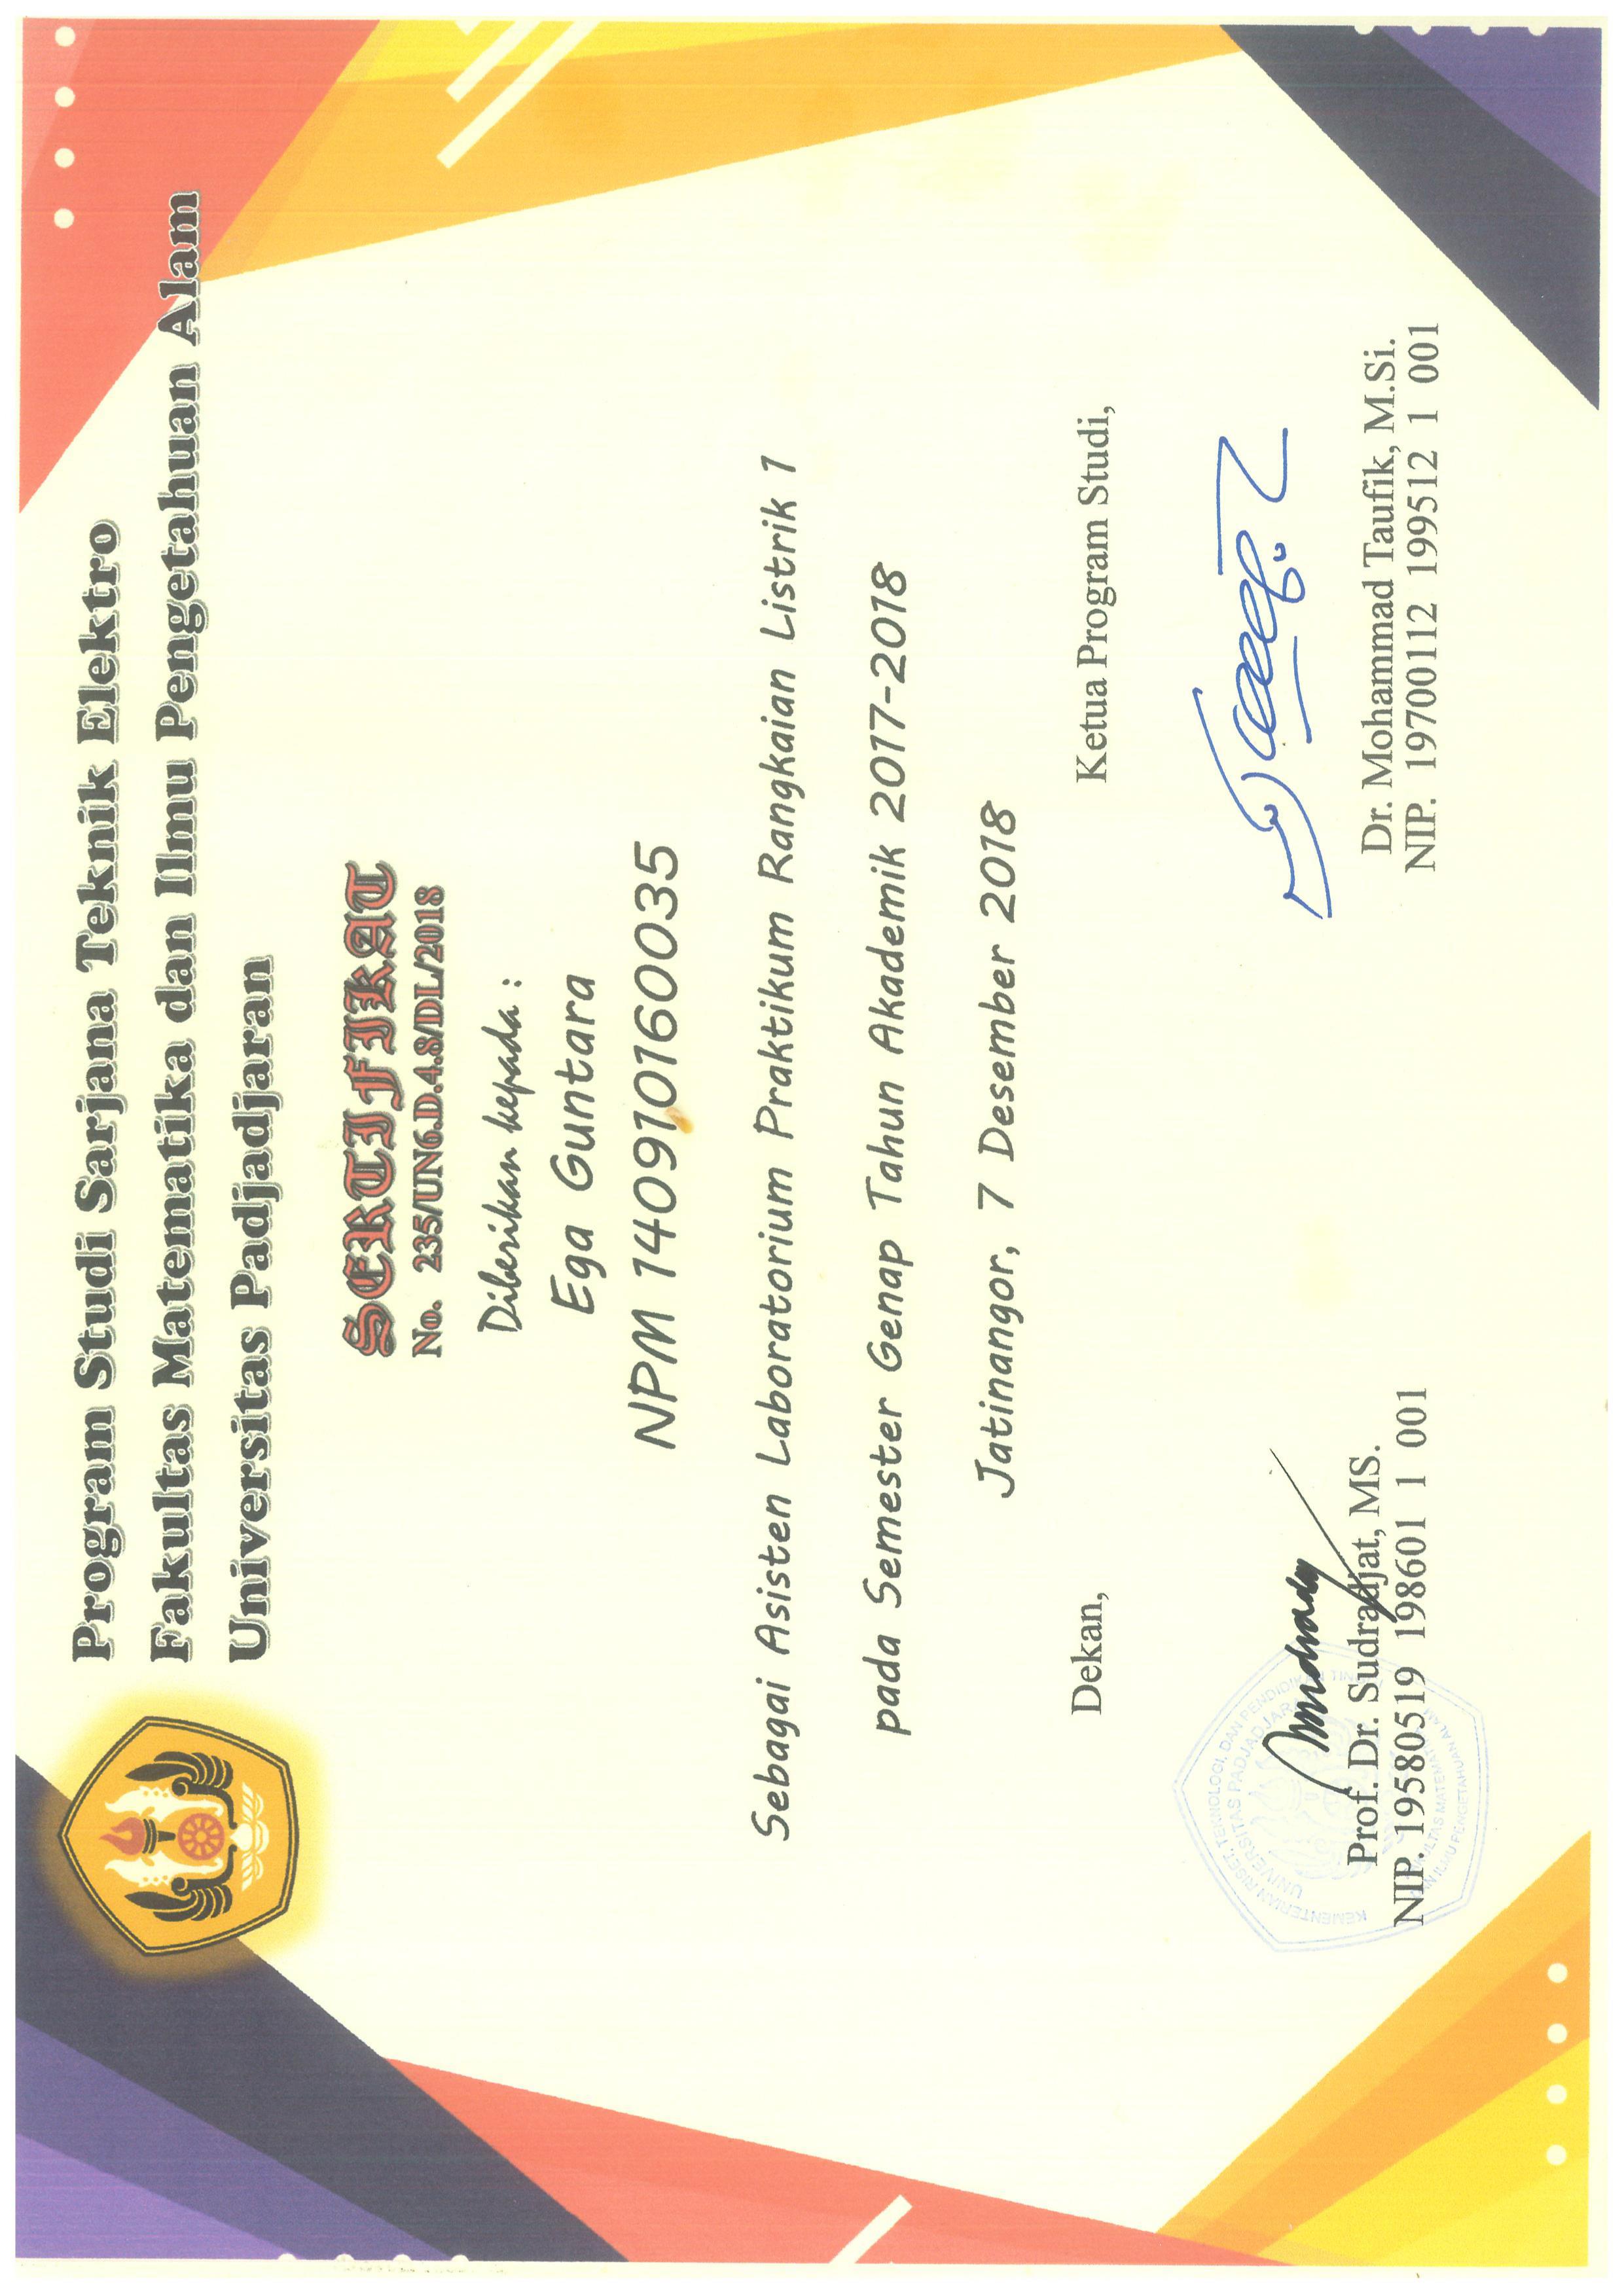 Program Studi Sarjana Teknik Elektro
Fakultas Matematika dan Ilmu Pengetahuan Alam
Universitas Padjadjaran
SERTIFIKAT
No. 235/UN6.D.4.8/DL/2018
Diberikan kepada :
Ega Guntara
NPM 140910160035
Sebagai Asisten Laboratorium Praktikum Rangkaian Listrik 1
pada Semester Genap Tahun Akademik 2017-2018
Jatinangor, 7 Desember 2018
Dekan,
Prof. Dr. Sudradjat, MS.
NIP. 19580519 198601 1 001
KEMENTERIAN RISET, TEKNOLOGI, DAN PENDIDIKAN
UNIVERSITAS PADJADJARAN
FAKULTAS MATEMATIKA
DAN ILMU PENGETAHUAN ALAM
Ketua Program Studi,
Dr. Mohammad Taufik, M.Si.
NIP. 19700112 199512 1 001